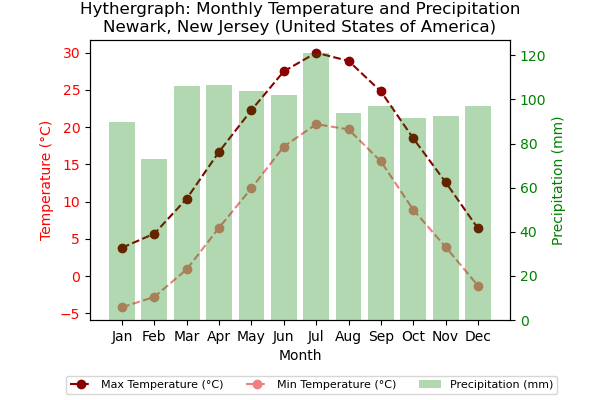 Hythergraph: Monthly Temperature and Precipitation
Newark, New Jersey (United States of America)
Temperature (°C)
30
25
20
15
10
5
0
−5
120
100
80
60
40
20
0
Precipitation (mm)
Jan Feb Mar Apr May Jun Jul Aug Sep Oct Nov Dec
Month
Max Temperature (°C) Min Temperature (°C) Precipitation (mm)